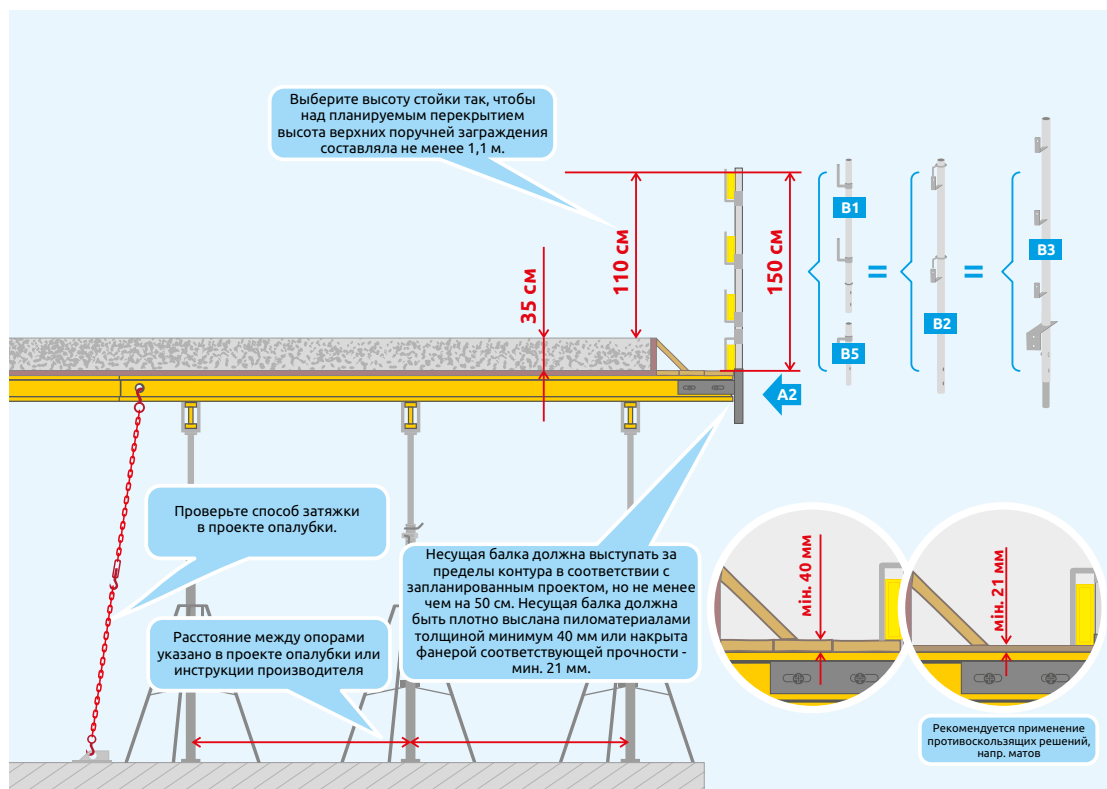 Выберите высоту стойки так, чтобы
над планируемым перекрытием
высота верхних поручней заграждения
составляла не менее 1,1 м.
35 см
110 см
150 см
B1
B5
=
B2
=
B3
A2
Проверьте способ затяжки
в проекте опалубки.
Расстояние между опорами
указано в проекте опалубки или
инструкции производителя
Несущая балка должна выступать за
пределы контура в соответствии с
запланированным проектом, но не менее
чем на 50 см. Несущая балка должна
быть плотно выслана пиломатериалами
толщиной минимум 40 мм или накрыта
фанерой соответствующей прочности -
мин. 21 мм.
мін. 40 мм
мін. 21 мм
Рекомендуется применение
противоскользящих решений,
напр. матов